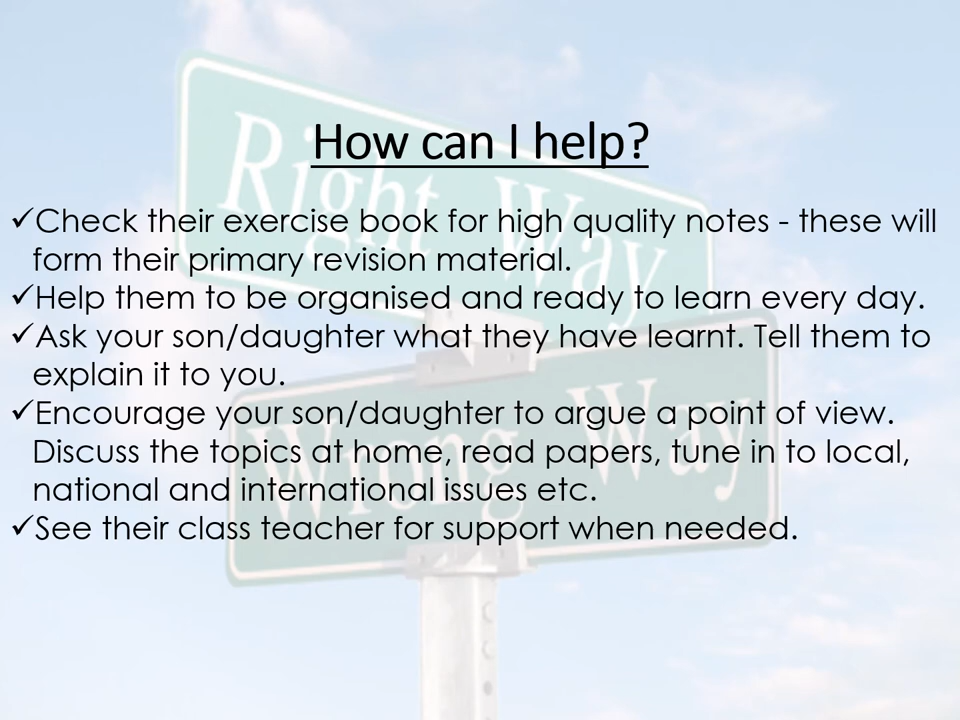 How can I help?
✓Check their exercise book for high quality notes - these will
form their primary revision material.
✓Help them to be organised and ready to learn every day.
✓Ask your son/daughter what they have learnt. Tell them to
explain it to you.
✓Encourage your son/daughter to argue a point of view.
Discuss the topics at home, read papers, tune in to local,
national and international issues etc.
✓See their class teacher for support when needed.
Right Way
Wrong Way